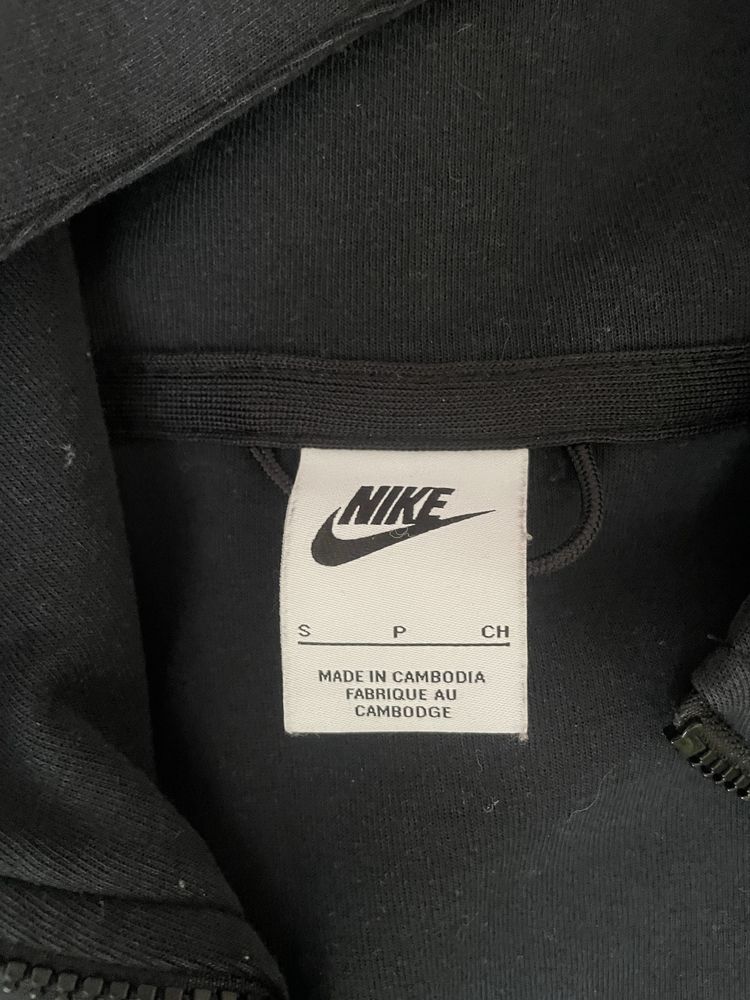 NIKE
S P CH
MADE IN CAMBODIA
FABRIQUE AU
CAMBODGE